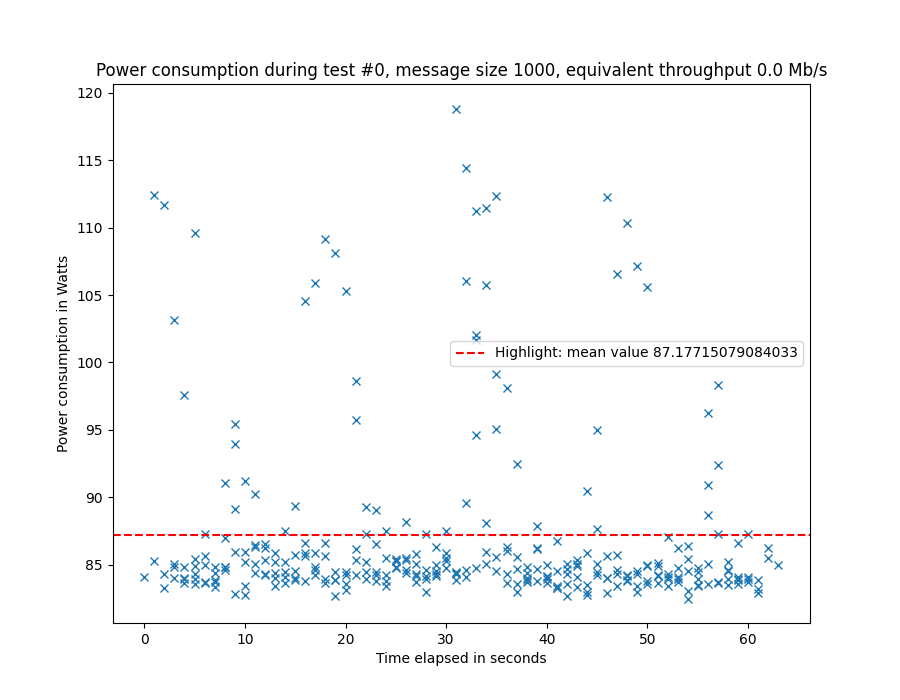 Power consumption during test #0, message size 1000, equivalent throughput 0.0 Mb/s
120
115
110
105
100
95
90
85
Power consumption in Watts
Highlight: mean value 87.17715079084033
0 10 20 30 40 50 60
Time elapsed in seconds